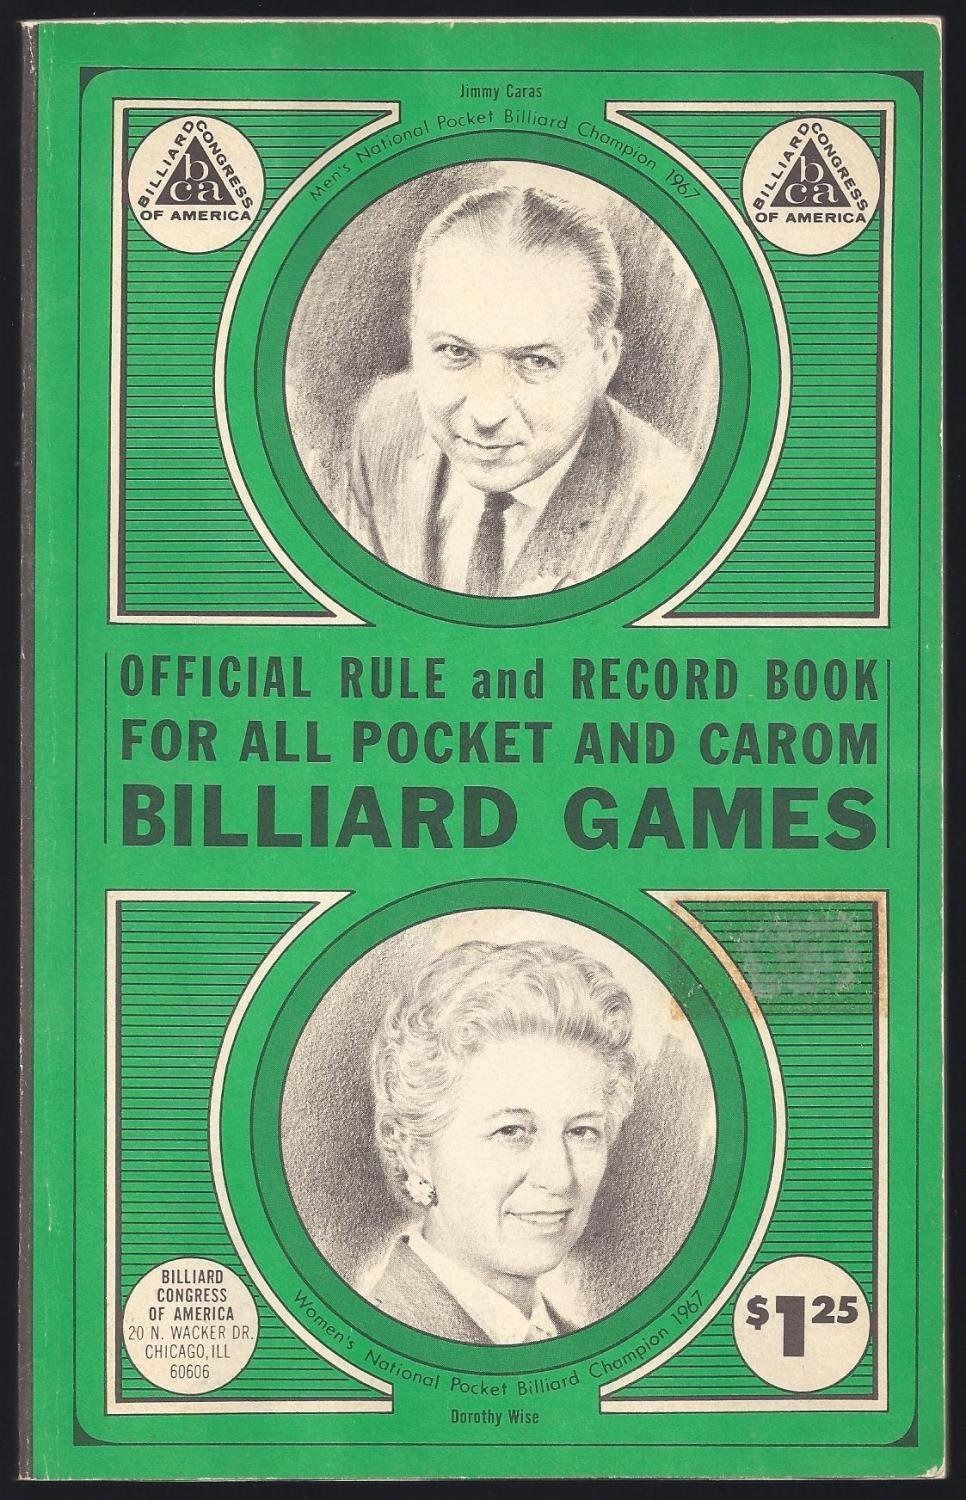 Jimmy Caras
Men's National Pocket Billiard Champion 1967
BILLIARD CONGRESS
OF AMERICA
b
ca
BILLIARD CONGRESS
OF AMERICA
b
ca
OFFICIAL RULE and RECORD BOOK
FOR ALL POCKET AND CAROM
BILLIARD GAMES
BILLIARD
CONGRESS
OF AMERICA
20 N. WACKER DR.
CHICAGO, ILL
60606
$1 25
Women's National Pocket Billiard Champion 1967
Dorothy Wise